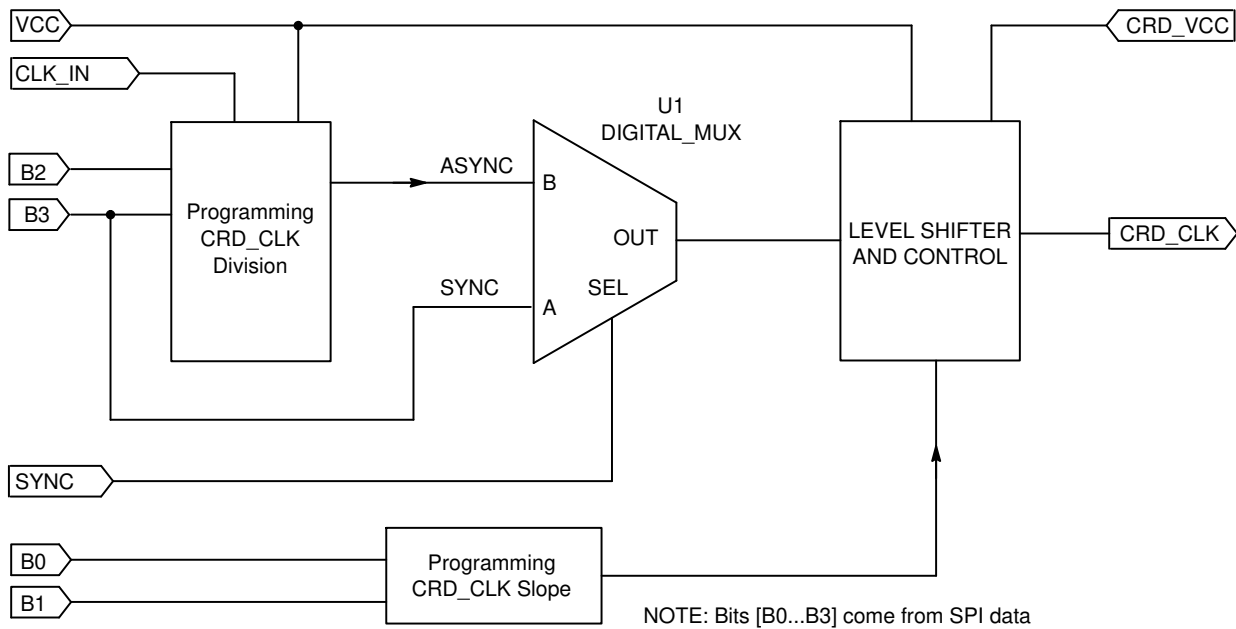 VCC
CRD_VCC
CLK_IN
U1
DIGITAL_MUX
B2
ASYNC
B
B3
Programming
CRD_CLK
Division
OUT
LEVEL SHIFTER
AND CONTROL
CRD_CLK
SYNC
SEL
A
SYNC
B0
Programming
CRD_CLK Slope
B1
NOTE: Bits [B0...B3] come from SPI data